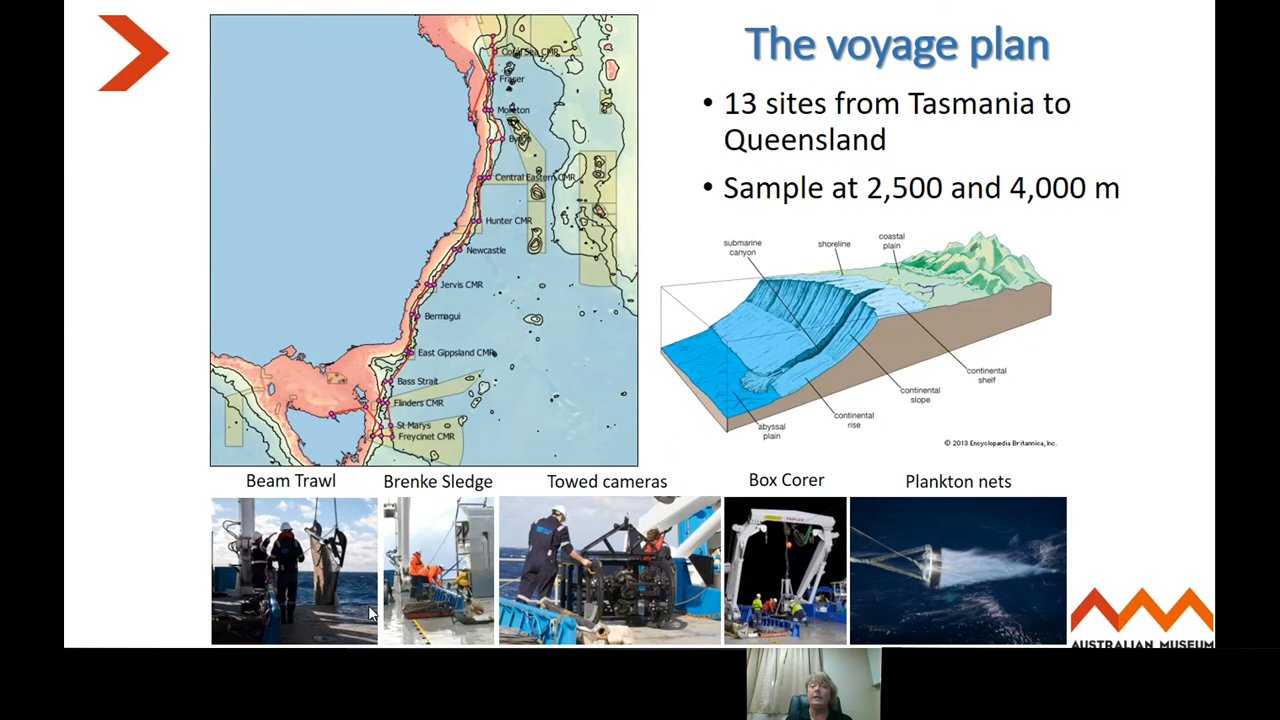 The voyage plan
• 13 sites from Tasmania to
Queensland
• Sample at 2,500 and 4,000 m
Coral Sea CMR
Fraser
Moreton
Byron
Central Eastern CMR
Hunter CMR
Newcastle
Jervis CMR
Bermagui
East Gippsland CMR
Bass Strait
Flinders CMR
St Marys
Freycinet CMR
submarine
canyon
shoreline
coastal
plain
continental
shelf
continental
slope
continental
rise
abyssal
plain
© 2013 Encyclopædia Britannica, Inc.
Beam Trawl
Brenke Sledge
Towed cameras
Box Corer
Plankton nets
AUSTRALIAN MUSEUM